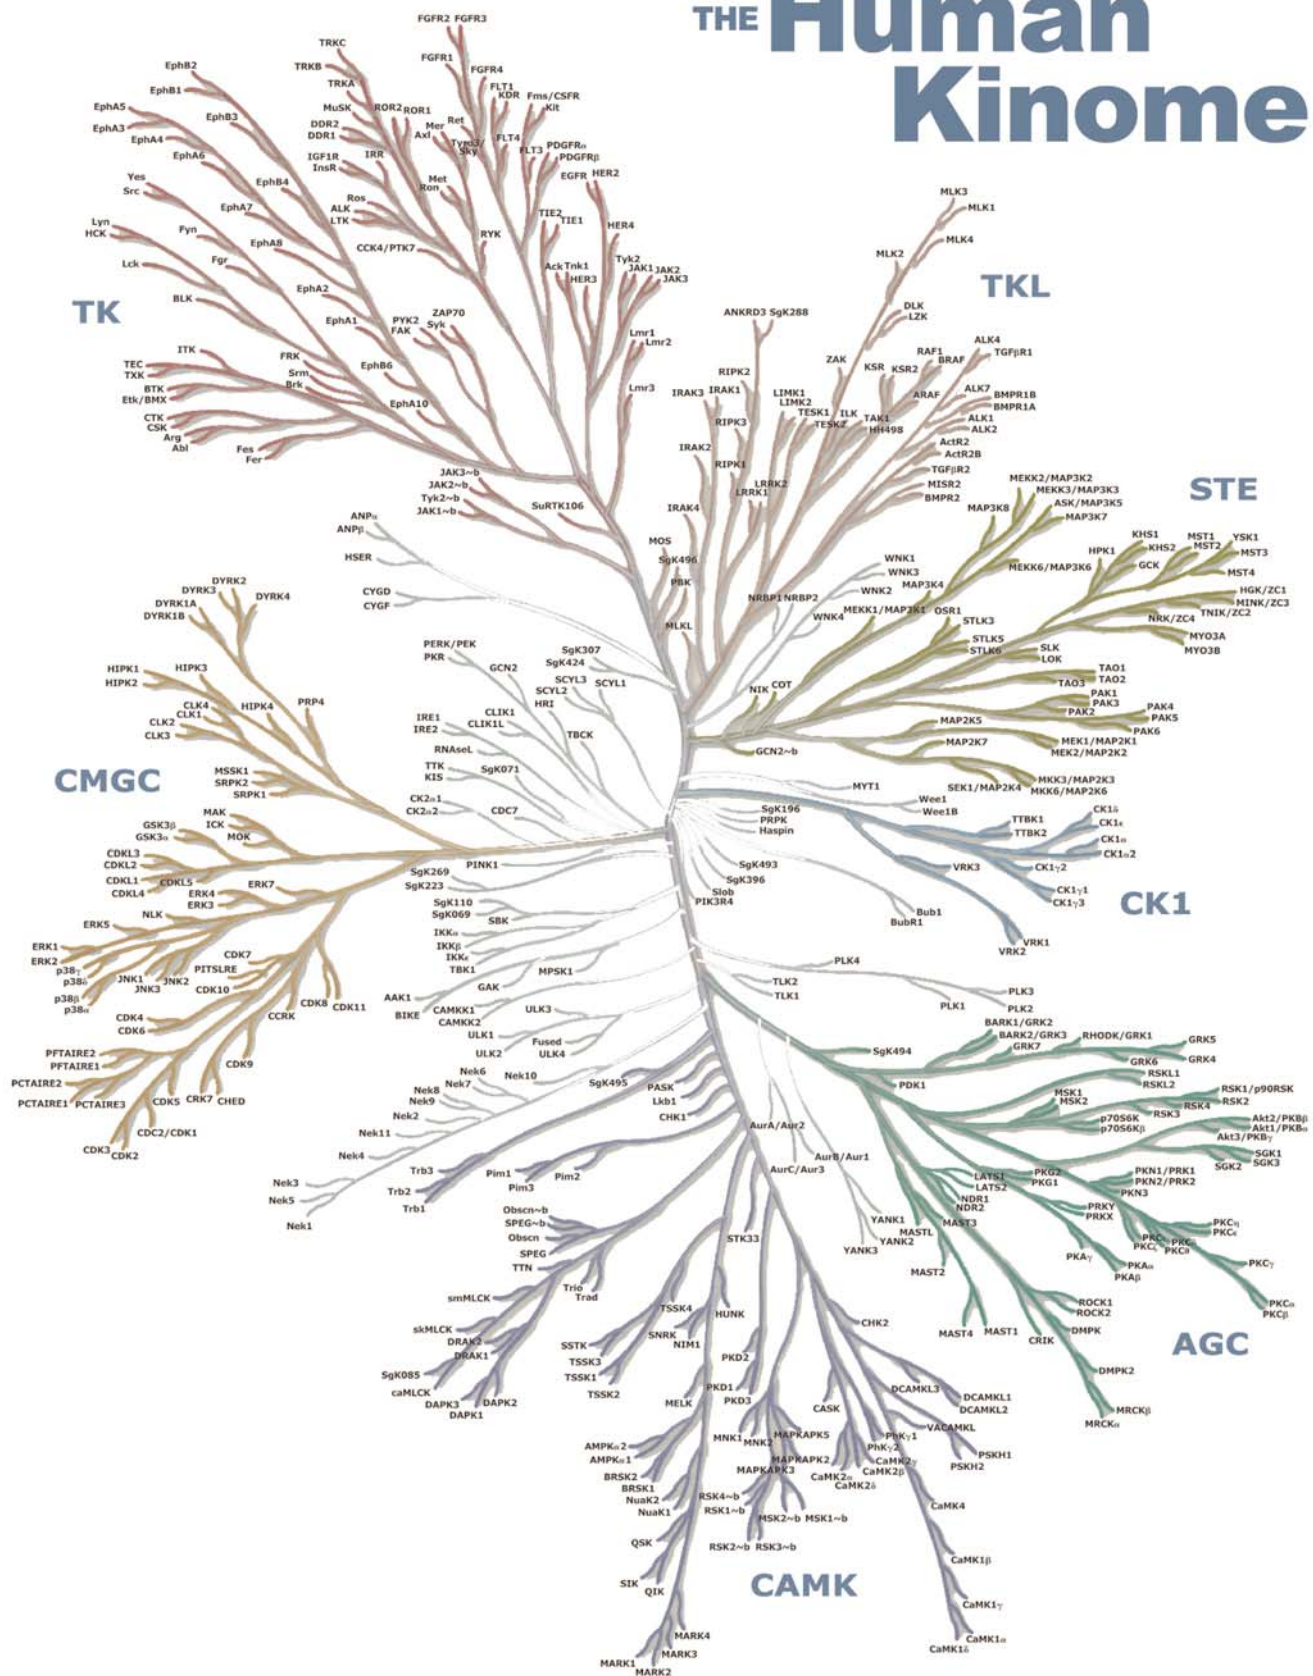 THE Human
Kinome
TK
FGFR2 FGFR3
TRKC
FGFR1
TRKB
EphB2
FGFR4
TRKA
EphB1
FLT1
KDR
Fms/CSFR
Kit
EphA5
MuSK
ROR2
ROR1
EphB3
Ret
Mer
DDR2
EphA3
DDR1
Axl
EphA4
FLT4
Tyro3/
Sky
FLT3
PDGFRα
PDGFRβ
EphA6
IGF1R
IRR
InsR
EGFR
HER2
Yes
Src
EphB4
Met
Ron
Ros
ALK
LTK
EphA7
TIE2
TIE1
Lyn
HCK
Fyn
HER4
RYK
EphA8
CCK4/PTK7
Lck
Fgr
Ack
Tnk1
HER3
Tyk2
JAK1
JAK2
JAK3
BLK
EphA2
EphA1
PYK2
FAK
ZAP70
Syk
Lmr1
Lmr2
ITK
FRK
TEC
TXK
Srm
Brk
EphB6
BTK
Etk/BMX
Lmr3
EphA10
CTK
CSK
Arg
Abl
Fes
Fer
JAK3~b
JAK2~b
Tyk2~b
JAK1~b
SuRTK106
TKL
MLK3
MLK1
MLK4
MLK2
DLK
LZK
ANKRD3 SgK288
ALK4
TGFβR1
ZAK
KSR
KSR2
RAF1
BRAF
RIPK2
IRAK3
IRAK1
LIMK1
LIMK2
ARAF
ALK7
BMPR1B
BMPR1A
TESK1
ILK
TAK1
TESK2
HH498
ALK1
ALK2
RIPK3
ActR2
ActR2B
IRAK2
RIPK1
TGFβR2
LRRK2
LRRK1
MISR2
BMPR2
IRAK4
MOS
SgK496
PBK
MLKL
STE
MEKK2/MAP3K2
MEKK3/MAP3K3
ASK/MAP3K5
MAP3K8
MAP3K7
KHS1
KHS2
MST1
MST2
YSK1
MST3
HPK1
GCK
MEKK6/MAP3K6
MST4
MAP3K4
HGK/ZC1
MINK/ZC3
TNIK/ZC2
NRK/ZC4
MEKK1/MAP3K1
OSR1
STLK3
MYO3A
MYO3B
STLK5
STLK6
SLK
LOK
TAO1
TAO2
TAO3
NIK
COT
PAK1
PAK3
PAK2
PAK4
PAK5
PAK6
MAP2K5
MAP2K7
MEK1/MAP2K1
MEK2/MAP2K2
GCN2~b
SEK1/MAP2K4
MKK3/MAP2K3
MKK6/MAP2K6
WNK1
WNK3
WNK2
WNK4
NRBP1
NRBP2
ANPα
ANPβ
HSER
CYGD
CYGF
PERK/PEK
PKR
GCN2
SgK307
SgK424
SCYL3
SCYL2
SCYL1
HRI
IRE1
IRE2
CLIK1
CLIK1L
TBCK
RNAseL
TTK
KIS
SgK071
CK2α1
CK2α2
CDC7
CMGC
DYRK2
DYRK3
DYRK4
DYRK1A
DYRK1B
HIPK1
HIPK3
HIPK2
CLK4
CLK1
HIPK4
PRP4
CLK2
CLK3
MSSK1
SRPK2
SRPK1
MAK
ICK
MOK
GSK3β
GSK3α
CDKL3
CDKL2
CDKL1
CDKL5
CDKL4
ERK7
ERK4
ERK3
NLK
ERK5
ERK1
ERK2
p38γ
p38δ
JNK1
JNK2
JNK3
p38β
p38α
CDK7
PITSLRE
CDK10
CDK8
CDK11
CCRK
CDK4
CDK6
PFTAIRE2
PFTAIRE1
CDK9
PCTAIRE2
PCTAIRE1
PCTAIRE3
CDK5
CRK7
CHED
CDC2/CDK1
CDK3
CDK2
PINK1
SgK269
SgK223
SgK110
SgK069
SBK
IKKα
IKKβ
IKKε
TBK1
MPSK1
GAK
AAK1
BIKE
CAMKK1
CAMKK2
ULK3
ULK1
Fused
ULK2
ULK4
Nek6
Nek7
Nek10
Nek8
Nek9
Nek2
Nek11
Nek4
Nek3
Nek5
Nek1
CK1
MYT1
Wee1
Wee1B
SgK196
PRPK
Haspin
TTBK1
TTBK2
CK1δ
CK1ε
CK1α
CK1α2
SgK493
SgK396
Slob
PIK3R4
VRK3
CK1γ2
CK1γ1
CK1γ3
Bub1
BubR1
VRK1
VRK2
PLK4
TLK2
TLK1
PLK3
PLK1
PLK2
AGC
SgK494
BARK1/GRK2
BARK2/GRK3
RHODK/GRK1
GRK7
GRK5
GRK6
GRK4
PDK1
RSKL1
RSKL2
MSK1
MSK2
RSK1/p90RSK
RSK2
RSK4
RSK3
p70S6K
p70S6Kβ
Akt2/PKBβ
Akt1/PKBα
Akt3/PKBγ
SGK1
SGK2
SGK3
LATS1
LATS2
PKG2
PKG1
PKN1/PRK1
PKN2/PRK2
PKN3
NDR1
NDR2
PRKY
PRKX
MAST3
MASTL
PKCη
PKCε
PKCζ
PKCθ
PKAγ
PKAα
PKAβ
PKCγ
MAST2
PKCα
PKCβ
ROCK1
ROCK2
DMPK
MAST4
MAST1
CRIK
DMPK2
MRCKβ
MRCKα
AurA/Aur2
AurB/Aur1
AurC/Aur3
YANK1
YANK2
YANK3
CAMK
SgK495
PASK
Lkb1
CHK1
Trb3
Trb2
Trb1
Pim1
Pim2
Pim3
Obscn~b
SPEG~b
Obscn
SPEG
TTN
STK33
Trio
Trad
smMLCK
TSSK4
HUNK
CHK2
skMLCK
DRAK2
DRAK1
SNRK
NIM1
SSTK
TSSK3
TSSK1
TSSK2
PKD2
SgK085
caMLCK
DAPK3
DAPK2
DAPK1
PKD1
PKD3
MELK
CASK
DCAMKL3
DCAMKL1
DCAMKL2
VACAMKL
MNK1
MNK2
MAPKAPK5
PhKγ1
PhKγ2
PSKH1
PSKH2
AMPKα2
AMPKα1
MAPKAPK2
MAPKAPK3
CaMK2γ
CaMK2β
CaMK2α
CaMK2δ
BRSK2
BRSK1
NuaK2
NuaK1
RSK4~b
RSK1~b
MSK2~b
MSK1~b
CaMK4
QSK
RSK2~b
RSK3~b
CaMK1β
SIK
QIK
CaMK1γ
MARK4
CaMK1α
CaMK1δ
MARK3
MARK1
MARK2